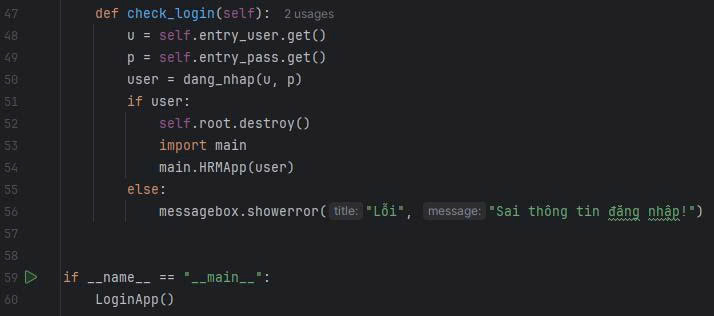 47 def check_login(self): 2 usages
48 u = self.entry_user.get()
49 p = self.entry_pass.get()
50 user = dang_nhap(u, p)
51 if user:
52 self.root.destroy()
53 import main
54 main.HRMApp(user)
55 else:
56 messagebox.showerror( title: "Lỗi", message: "Sai thông tin đăng nhập!")
57
58
59 if __name__ == "__main__":
60 LoginApp()